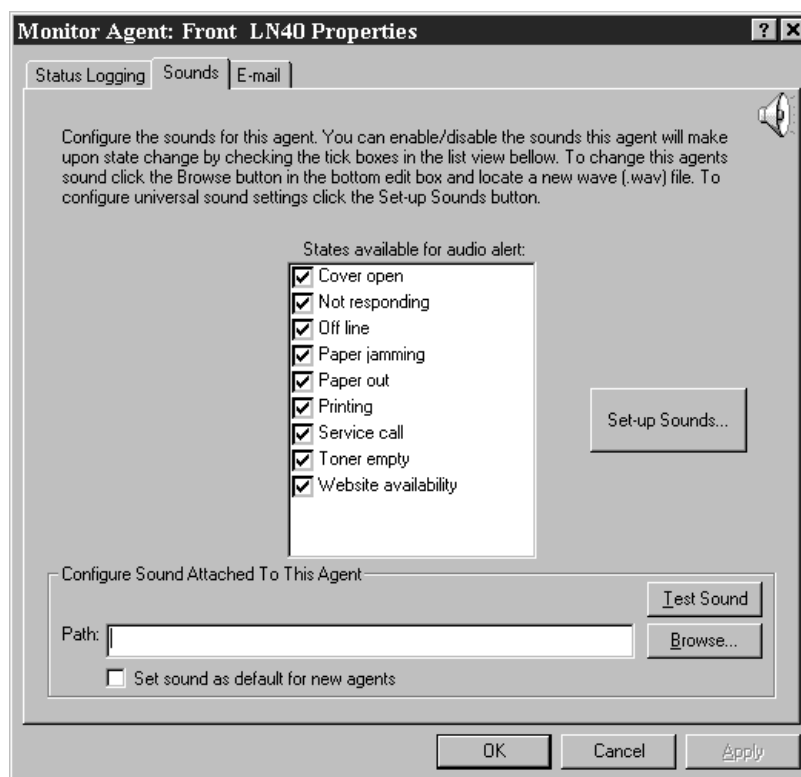 Monitor Agent: Front LN40 Properties
? X
Status Logging Sounds E-mail
Configure the sounds for this agent. You can enable/disable the sounds this agent will make
upon state change by checking the tick boxes in the list view bellow. To change this agents
sound click the Browse button in the bottom edit box and locate a new wave (.wav) file. To
configure universal sound settings click the Set-up Sounds button.
States available for audio alert:
Cover open
Not responding
Off line
Paper jamming
Paper out
Printing
Service call
Toner empty
Website availability
Set-up Sounds...
Configure Sound Attached To This Agent
Test Sound
Path:
Browse...
Set sound as default for new agents
OK Cancel Apply